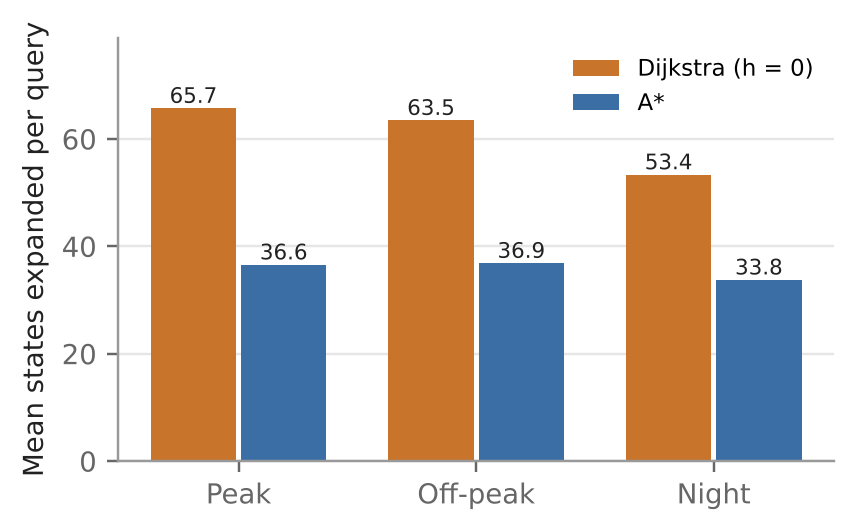 Mean states expanded per query
Dijkstra (h = 0)
A*
65.7
63.5
53.4
36.6
36.9
33.8
60
40
20
0
Peak
Off-peak
Night